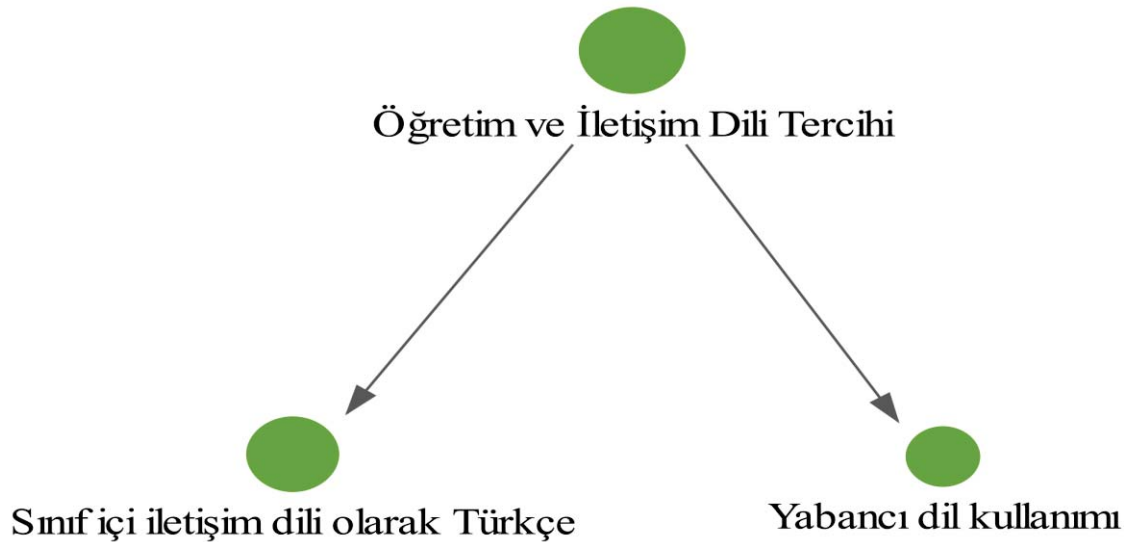 Öğretim ve İletişim Dili Tercihi
Sınıf içi iletişim dili olarak Türkçe
Yabancı dil kullanımı